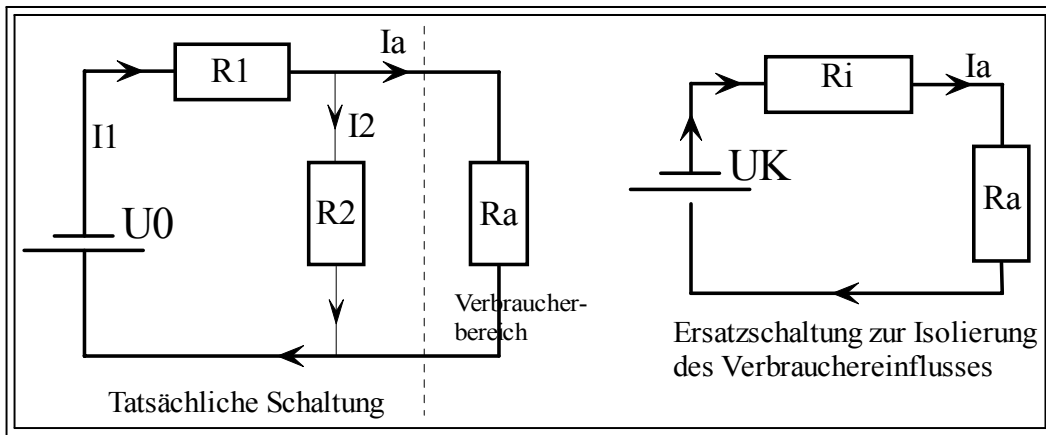 Ia
R1
I1
I2
U0
R2
Ra
Verbraucher-
bereich
Tatsächliche Schaltung
Ia
Ri
UK
Ra
Ersatzschaltung zur Isolierung
des Verbrauchereinflusses